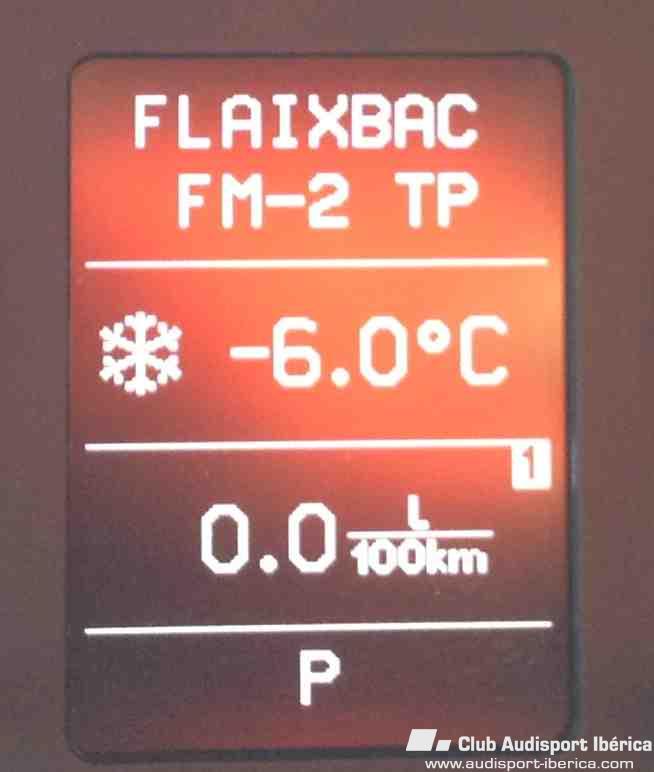 FLAIXBAC
FM-2 TP
-6.0°C
1
0.0 L/100km
P
Club Audisport Ibérica
www.audisport-iberica.com